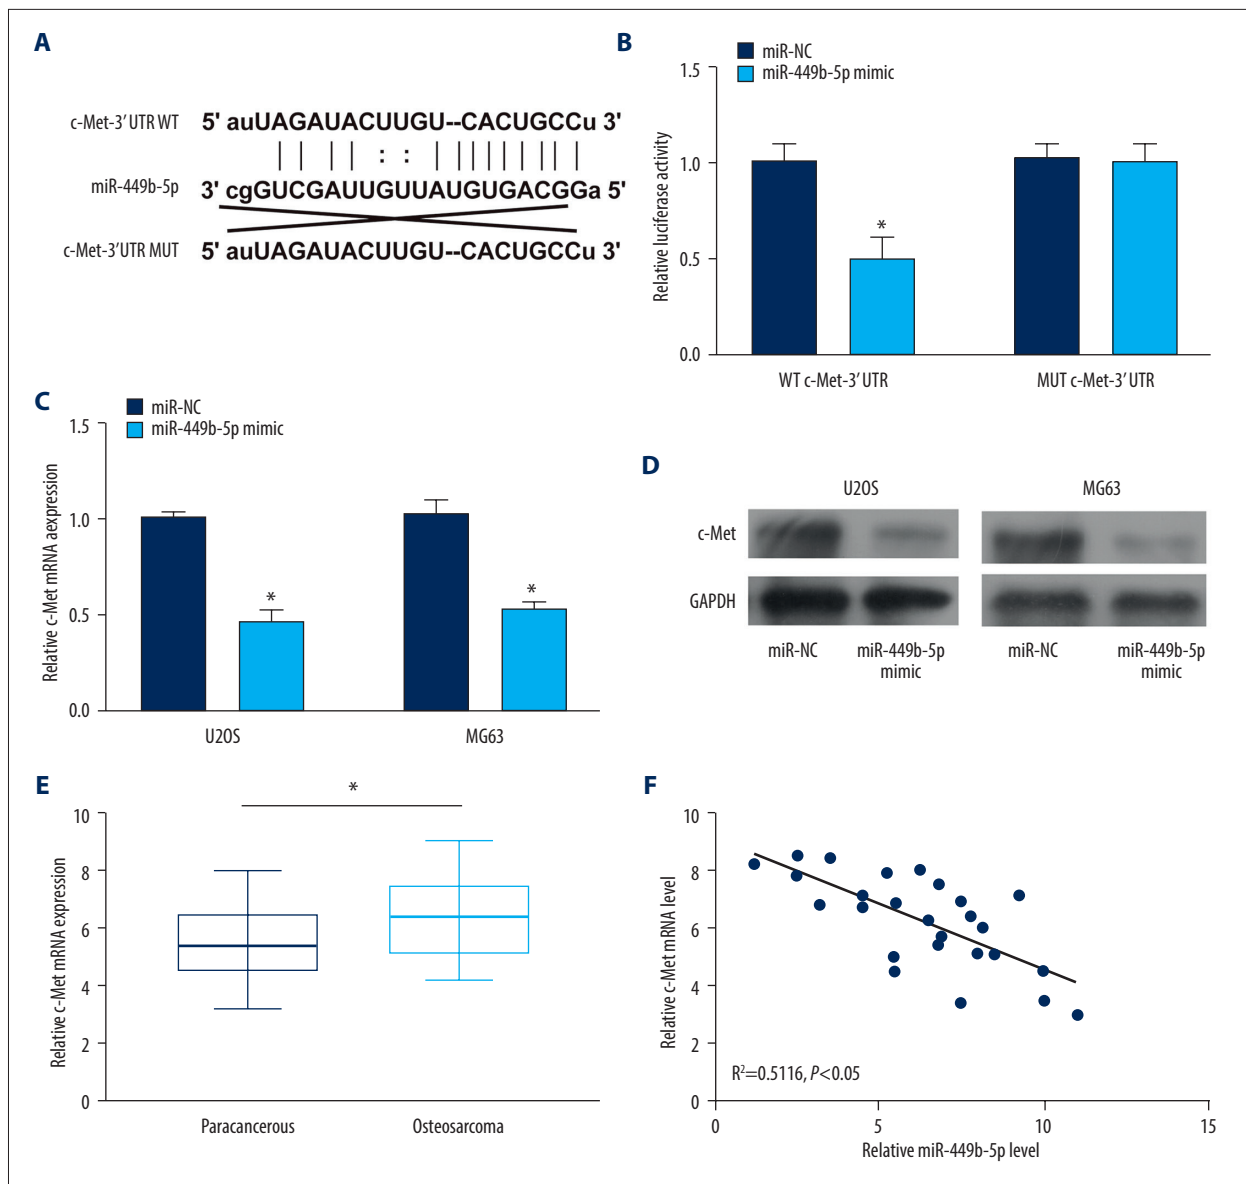 A
c-Met-3' UTR WT 5' auUAGAUACUUGU--CACUGCCu 3'
miR-449b-5p 3' cgGUCGAUUGUUAUGUGACGGa 5'
c-Met-3'UTR MUT 5' auUAGAUACUUGU--CACUGCCu 3'
B
miR-NC
miR-449b-5p mimic
Relative luciferase activity
1.5
1.0
0.5
0.0
*
WT c-Met-3' UTR
MUT c-Met-3' UTR
C
miR-NC
miR-449b-5p mimic
Relative c-Met mRNA aexpression
1.5
1.0
0.5
0.0
*
*
U2OS
MG63
D
U2OS
MG63
c-Met
GAPDH
miR-NC
miR-449b-5p
mimic
miR-NC
miR-449b-5p
mimic
E
Relative c-Met mRNA expression
10
8
6
4
2
0
*
Paracancerous
Osteosarcoma
F
Relative c-Met mRNA level
10
8
6
4
2
0
R²=0.5116, P<0.05
0
5
10
15
Relative miR-449b-5p level